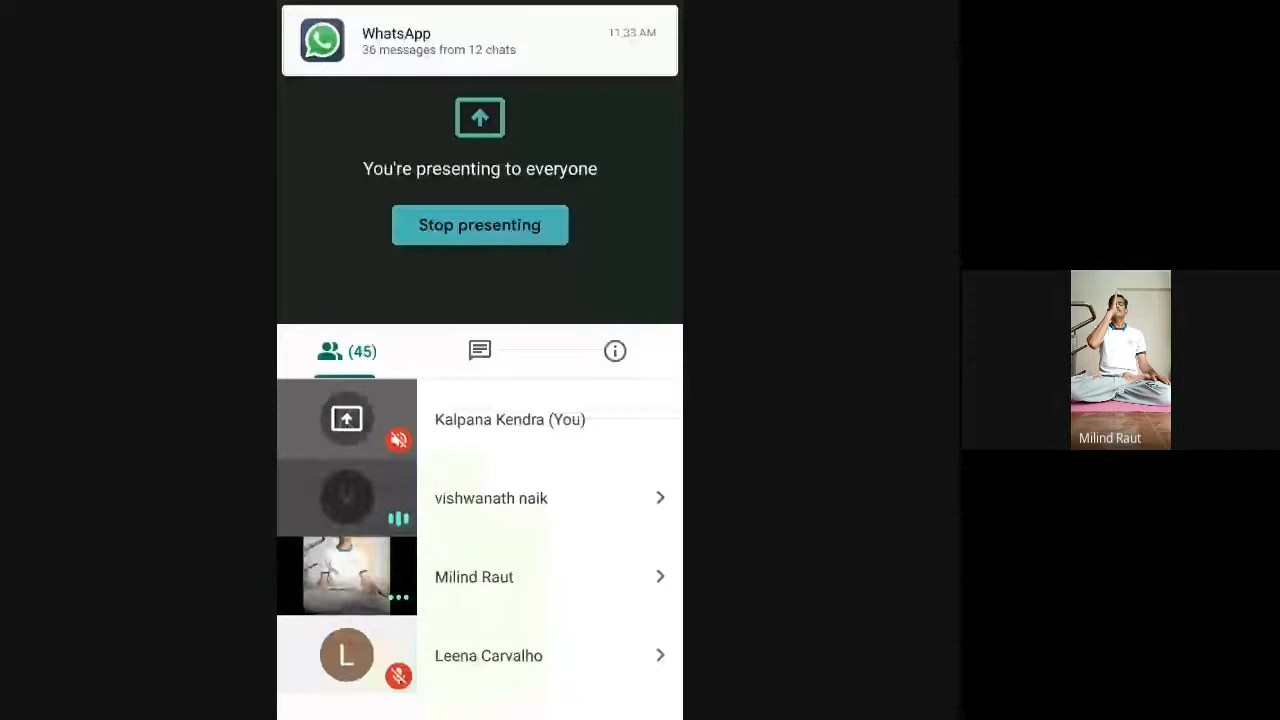 WhatsApp
11:33 AM
36 messages from 12 chats
You're presenting to everyone
Stop presenting
(45)
Kalpana Kendra (You)
vishwanath naik
Milind Raut
L
Leena Carvalho
Milind Raut